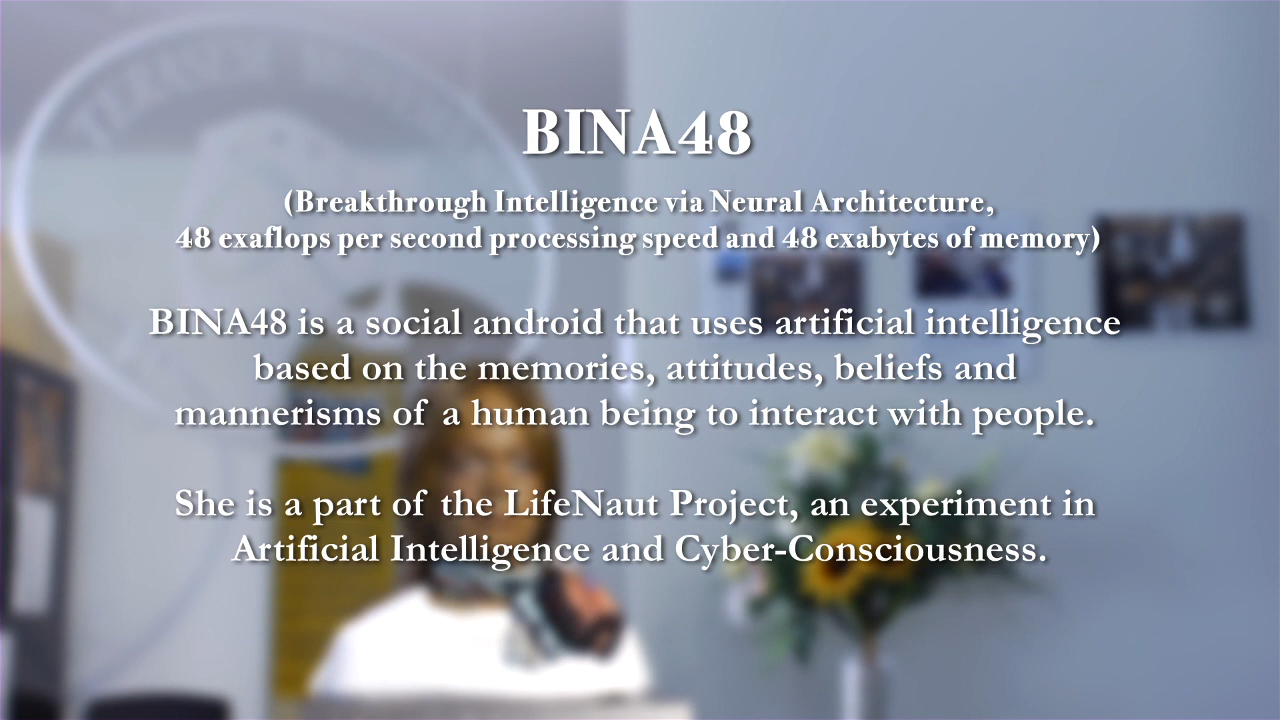 BINA48
(Breakthrough Intelligence via Neural Architecture,
48 exaflops per second processing speed and 48 exabytes of memory)
BINA48 is a social android that uses artificial intelligence
based on the memories, attitudes, beliefs and
mannerisms of a human being to interact with people.
She is a part of the LifeNaut Project, an experiment in
Artificial Intelligence and Cyber-Consciousness.